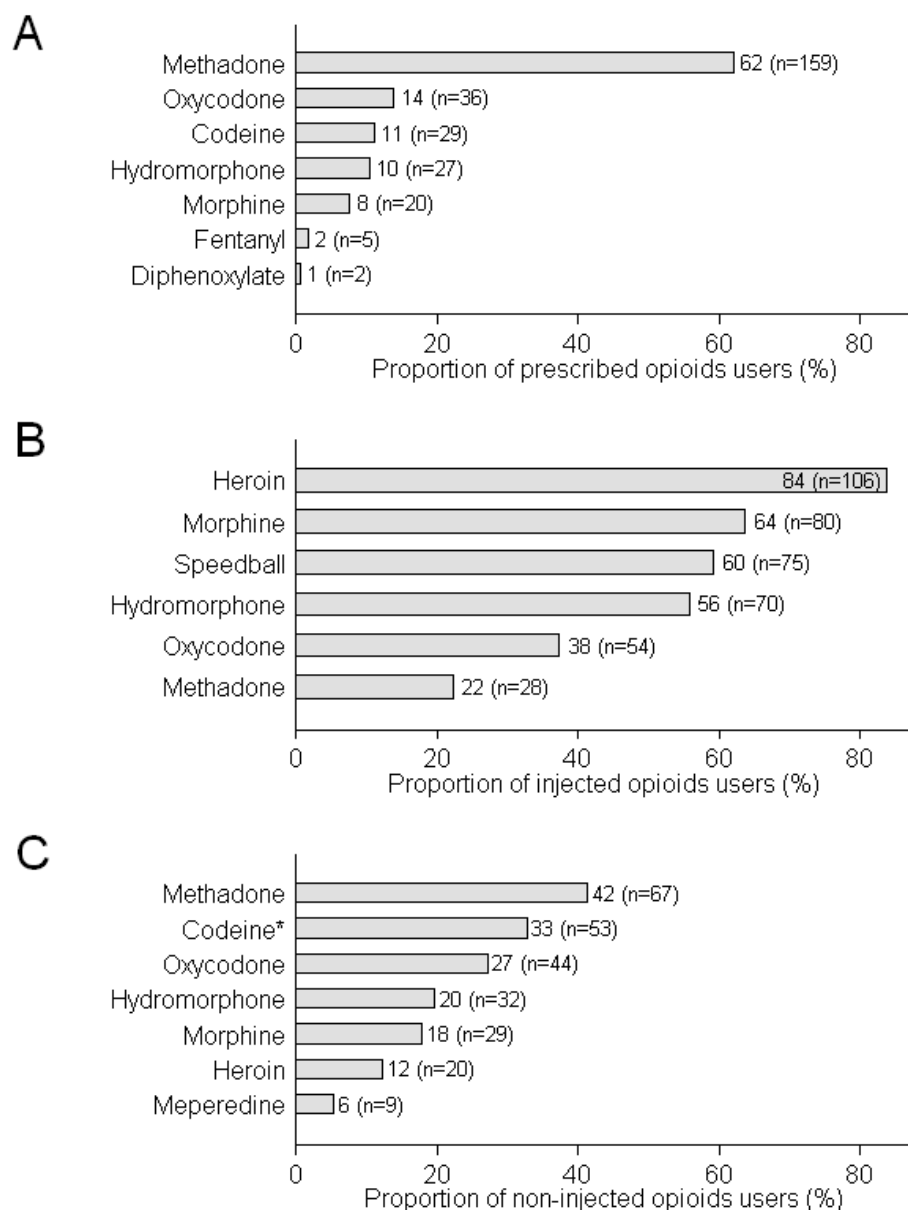 A
Methadone 62 (n=159)
Oxycodone 14 (n=36)
Codeine 11 (n=29)
Hydromorphone 10 (n=27)
Morphine 8 (n=20)
Fentanyl 2 (n=5)
Diphenoxylate 1 (n=2)
0 20 40 60 80
Proportion of prescribed opioids users (%)
B
Heroin 84 (n=106)
Morphine 64 (n=80)
Speedball 60 (n=75)
Hydromorphone 56 (n=70)
Oxycodone 38 (n=54)
Methadone 22 (n=28)
0 20 40 60 80
Proportion of injected opioids users (%)
C
Methadone 42 (n=67)
Codeine* 33 (n=53)
Oxycodone 27 (n=44)
Hydromorphone 20 (n=32)
Morphine 18 (n=29)
Heroin 12 (n=20)
Meperedine 6 (n=9)
0 20 40 60 80
Proportion of non-injected opioids users (%)